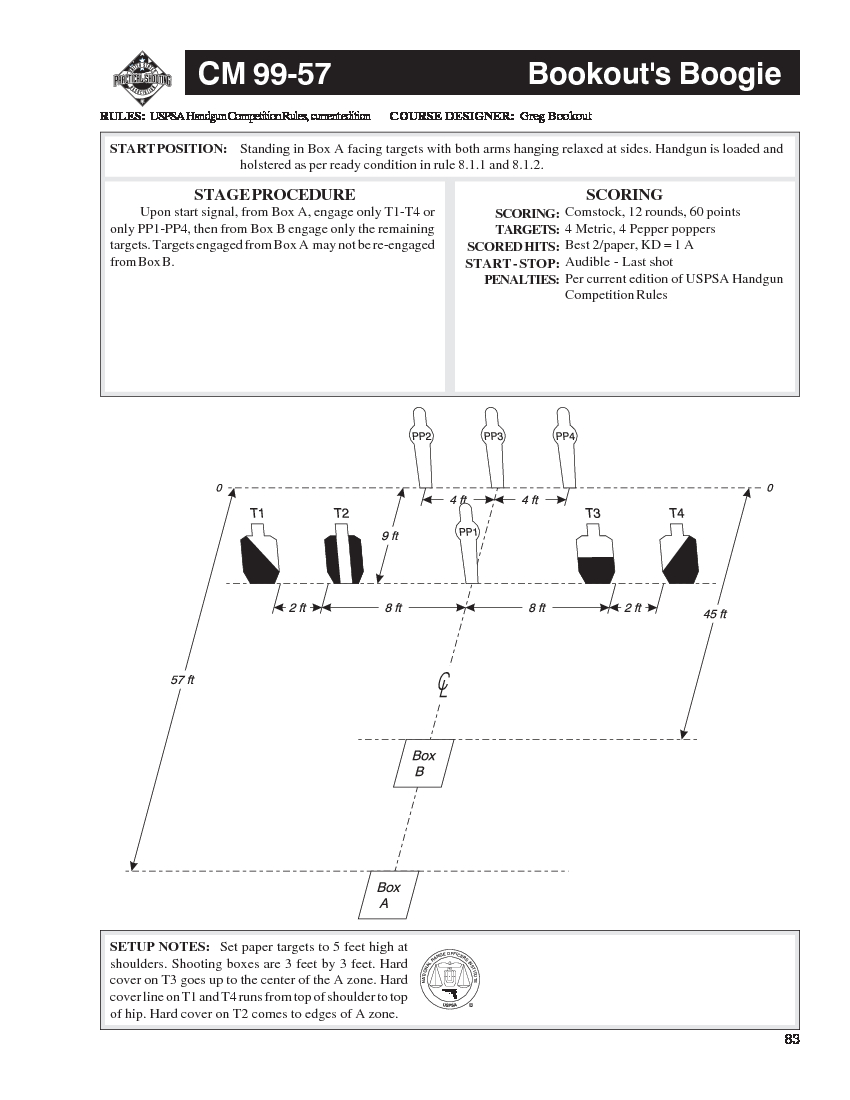 CM 99-57 Bookout's Boogie
PRACTICAL SHOOTING
RULES: USPSA Handgun Competition Rules, current edition COURSE DESIGNER: Greg Bookout
START POSITION: Standing in Box A facing targets with both arms hanging relaxed at sides. Handgun is loaded and
holstered as per ready condition in rule 8.1.1 and 8.1.2.
STAGE PROCEDURE
Upon start signal, from Box A, engage only T1-T4 or
only PP1-PP4, then from Box B engage only the remaining
targets. Targets engaged from Box A may not be re-engaged
from Box B.
SCORING
SCORING: Comstock, 12 rounds, 60 points
TARGETS: 4 Metric, 4 Pepper poppers
SCORED HITS: Best 2/paper, KD = 1 A
START - STOP: Audible - Last shot
PENALTIES: Per current edition of USPSA Handgun
Competition Rules
PP2 PP3 PP4
0 0
4 ft 4 ft
T1 T2 T3 T4
PP1
9 ft
2 ft 8 ft 8 ft 2 ft
45 ft
57 ft
CL
Box
B
Box
A
SETUP NOTES: Set paper targets to 5 feet high at
shoulders. Shooting boxes are 3 feet by 3 feet. Hard
cover on T3 goes up to the center of the A zone. Hard
cover line on T1 and T4 runs from top of shoulder to top
of hip. Hard cover on T2 comes to edges of A zone.
NATIONAL RANGE OFFICERS INSTITUTE
USPSA
83